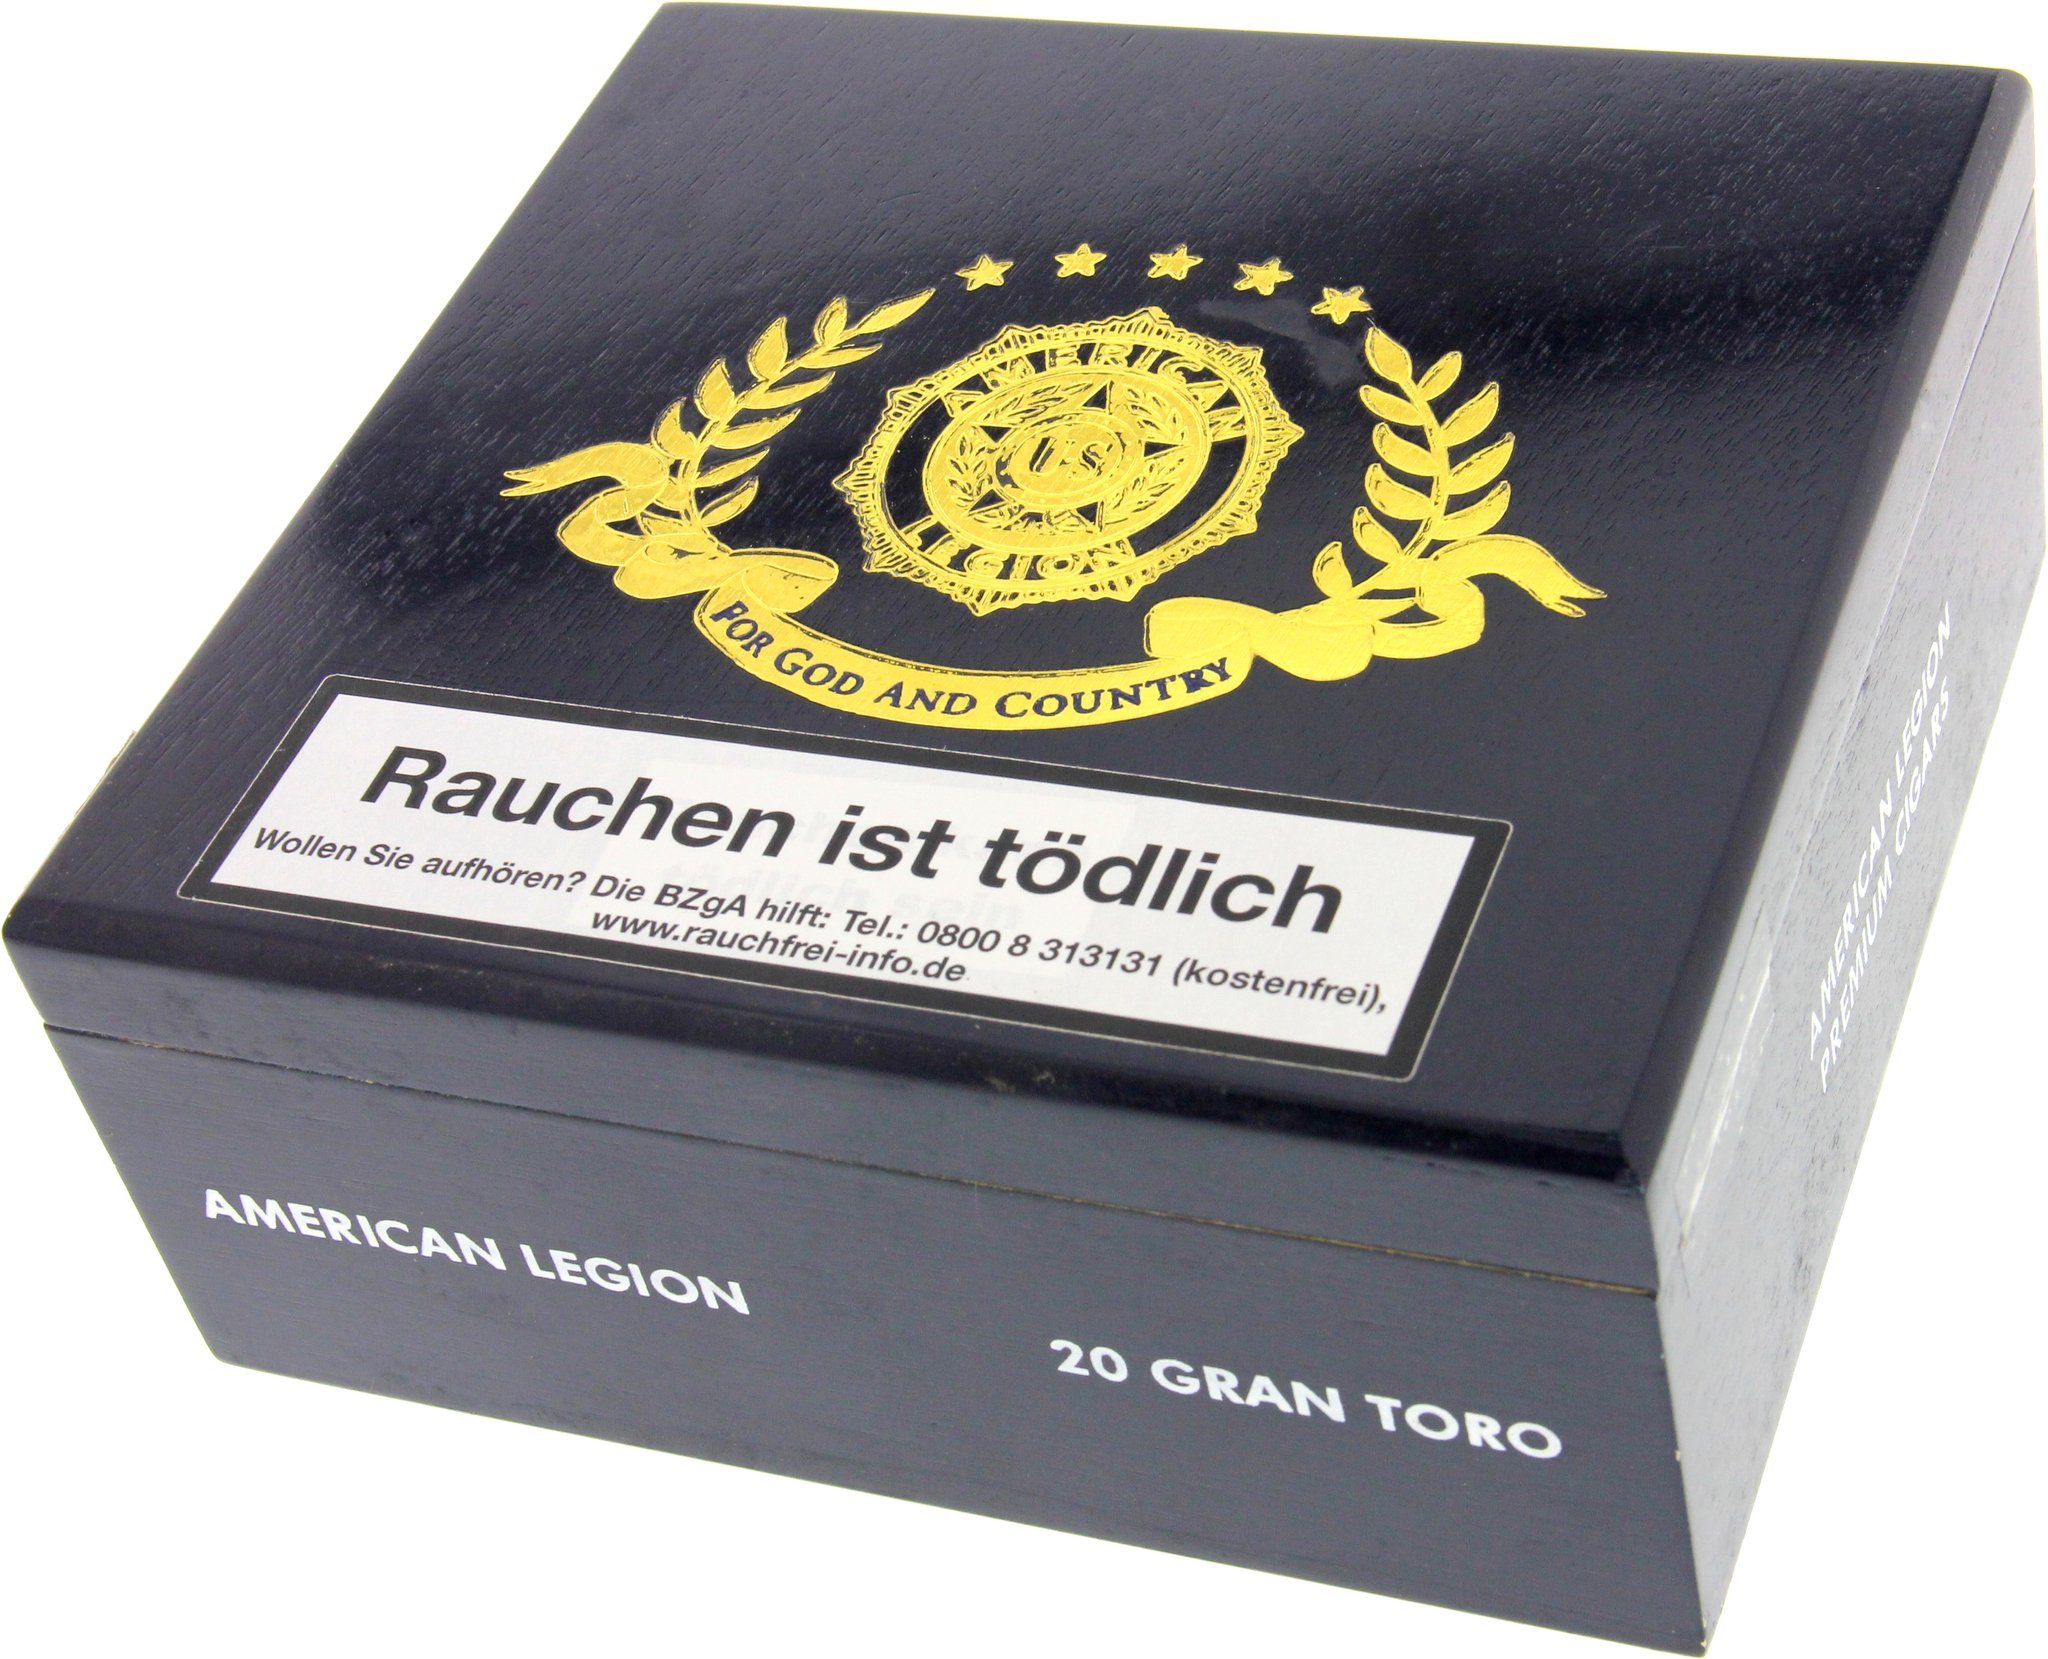 AMERICAN
U.S
LEGION
FOR GOD AND COUNTRY
Rauchen ist tödlich
Wollen Sie aufhören? Die BZgA hilft: Tel.: 0800 8 313131 (kostenfrei),
www.rauchfrei-info.de
AMERICAN LEGION
20 GRAN TORO
AMERICAN LEGION
PREMIUM CIGARS